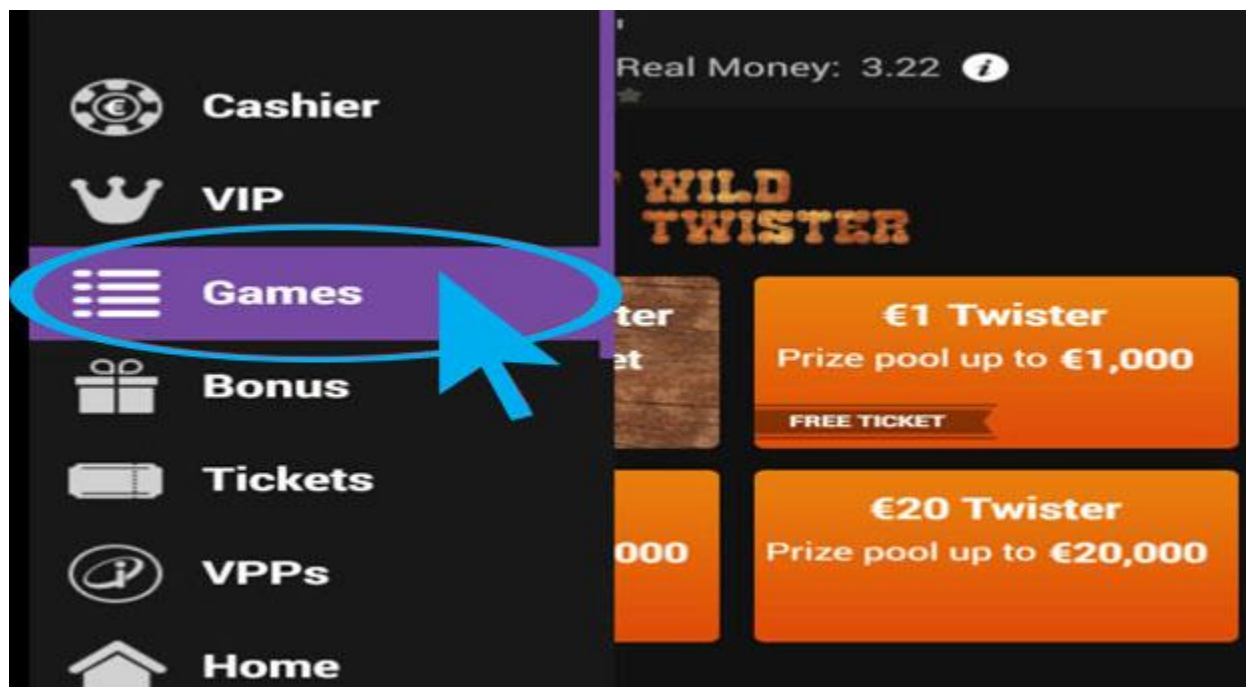 Cashier
VIP
Games
Bonus
Tickets
VPPs
Home
Real Money: 3.22 i
WILD
TWISTER
ter
et
€1 Twister
Prize pool up to €1,000
FREE TICKET
000
€20 Twister
Prize pool up to €20,000